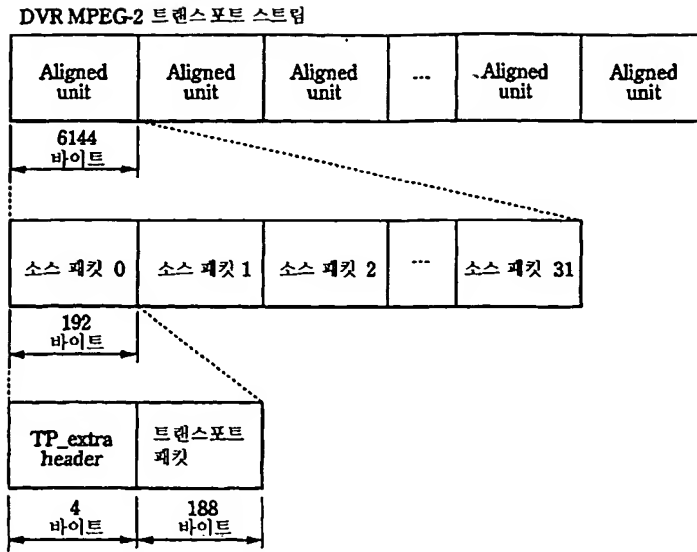 DVR MPEG-2 트랜스포트 스트림
Aligned unit
Aligned unit
Aligned unit
...
Aligned unit
Aligned unit
6144
바이트
소스 패킷 0
소스 패킷 1
소스 패킷 2
...
소스 패킷 31
192
바이트
TP_extra
header
트랜스포트
패킷
4
바이트
188
바이트